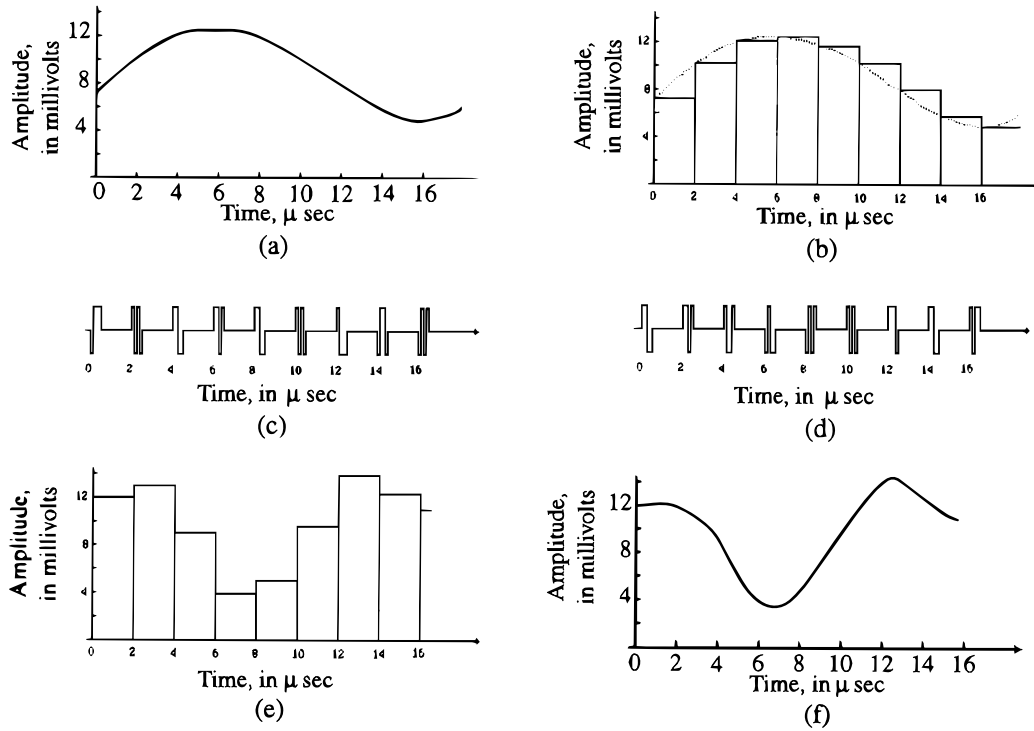 Amplitude,
in millivolts
12
8
4
0 2 4 6 8 10 12 14 16
Time, μ sec
(a)
Amplitude,
in millivolts
12
8
4
0 2 4 6 8 10 12 14 16
Time, in μ sec
(b)
0 2 4 6 8 10 12 14 16
Time, in μ sec
(c)
0 2 4 6 8 10 12 14 16
Time, in μ sec
(d)
Amplitude,
in millivolts
12
8
4
0 2 4 6 8 10 12 14 16
Time, in μ sec
(e)
Amplitude,
in millivolts
12
8
4
0 2 4 6 8 10 12 14 16
Time, in μ sec
(f)